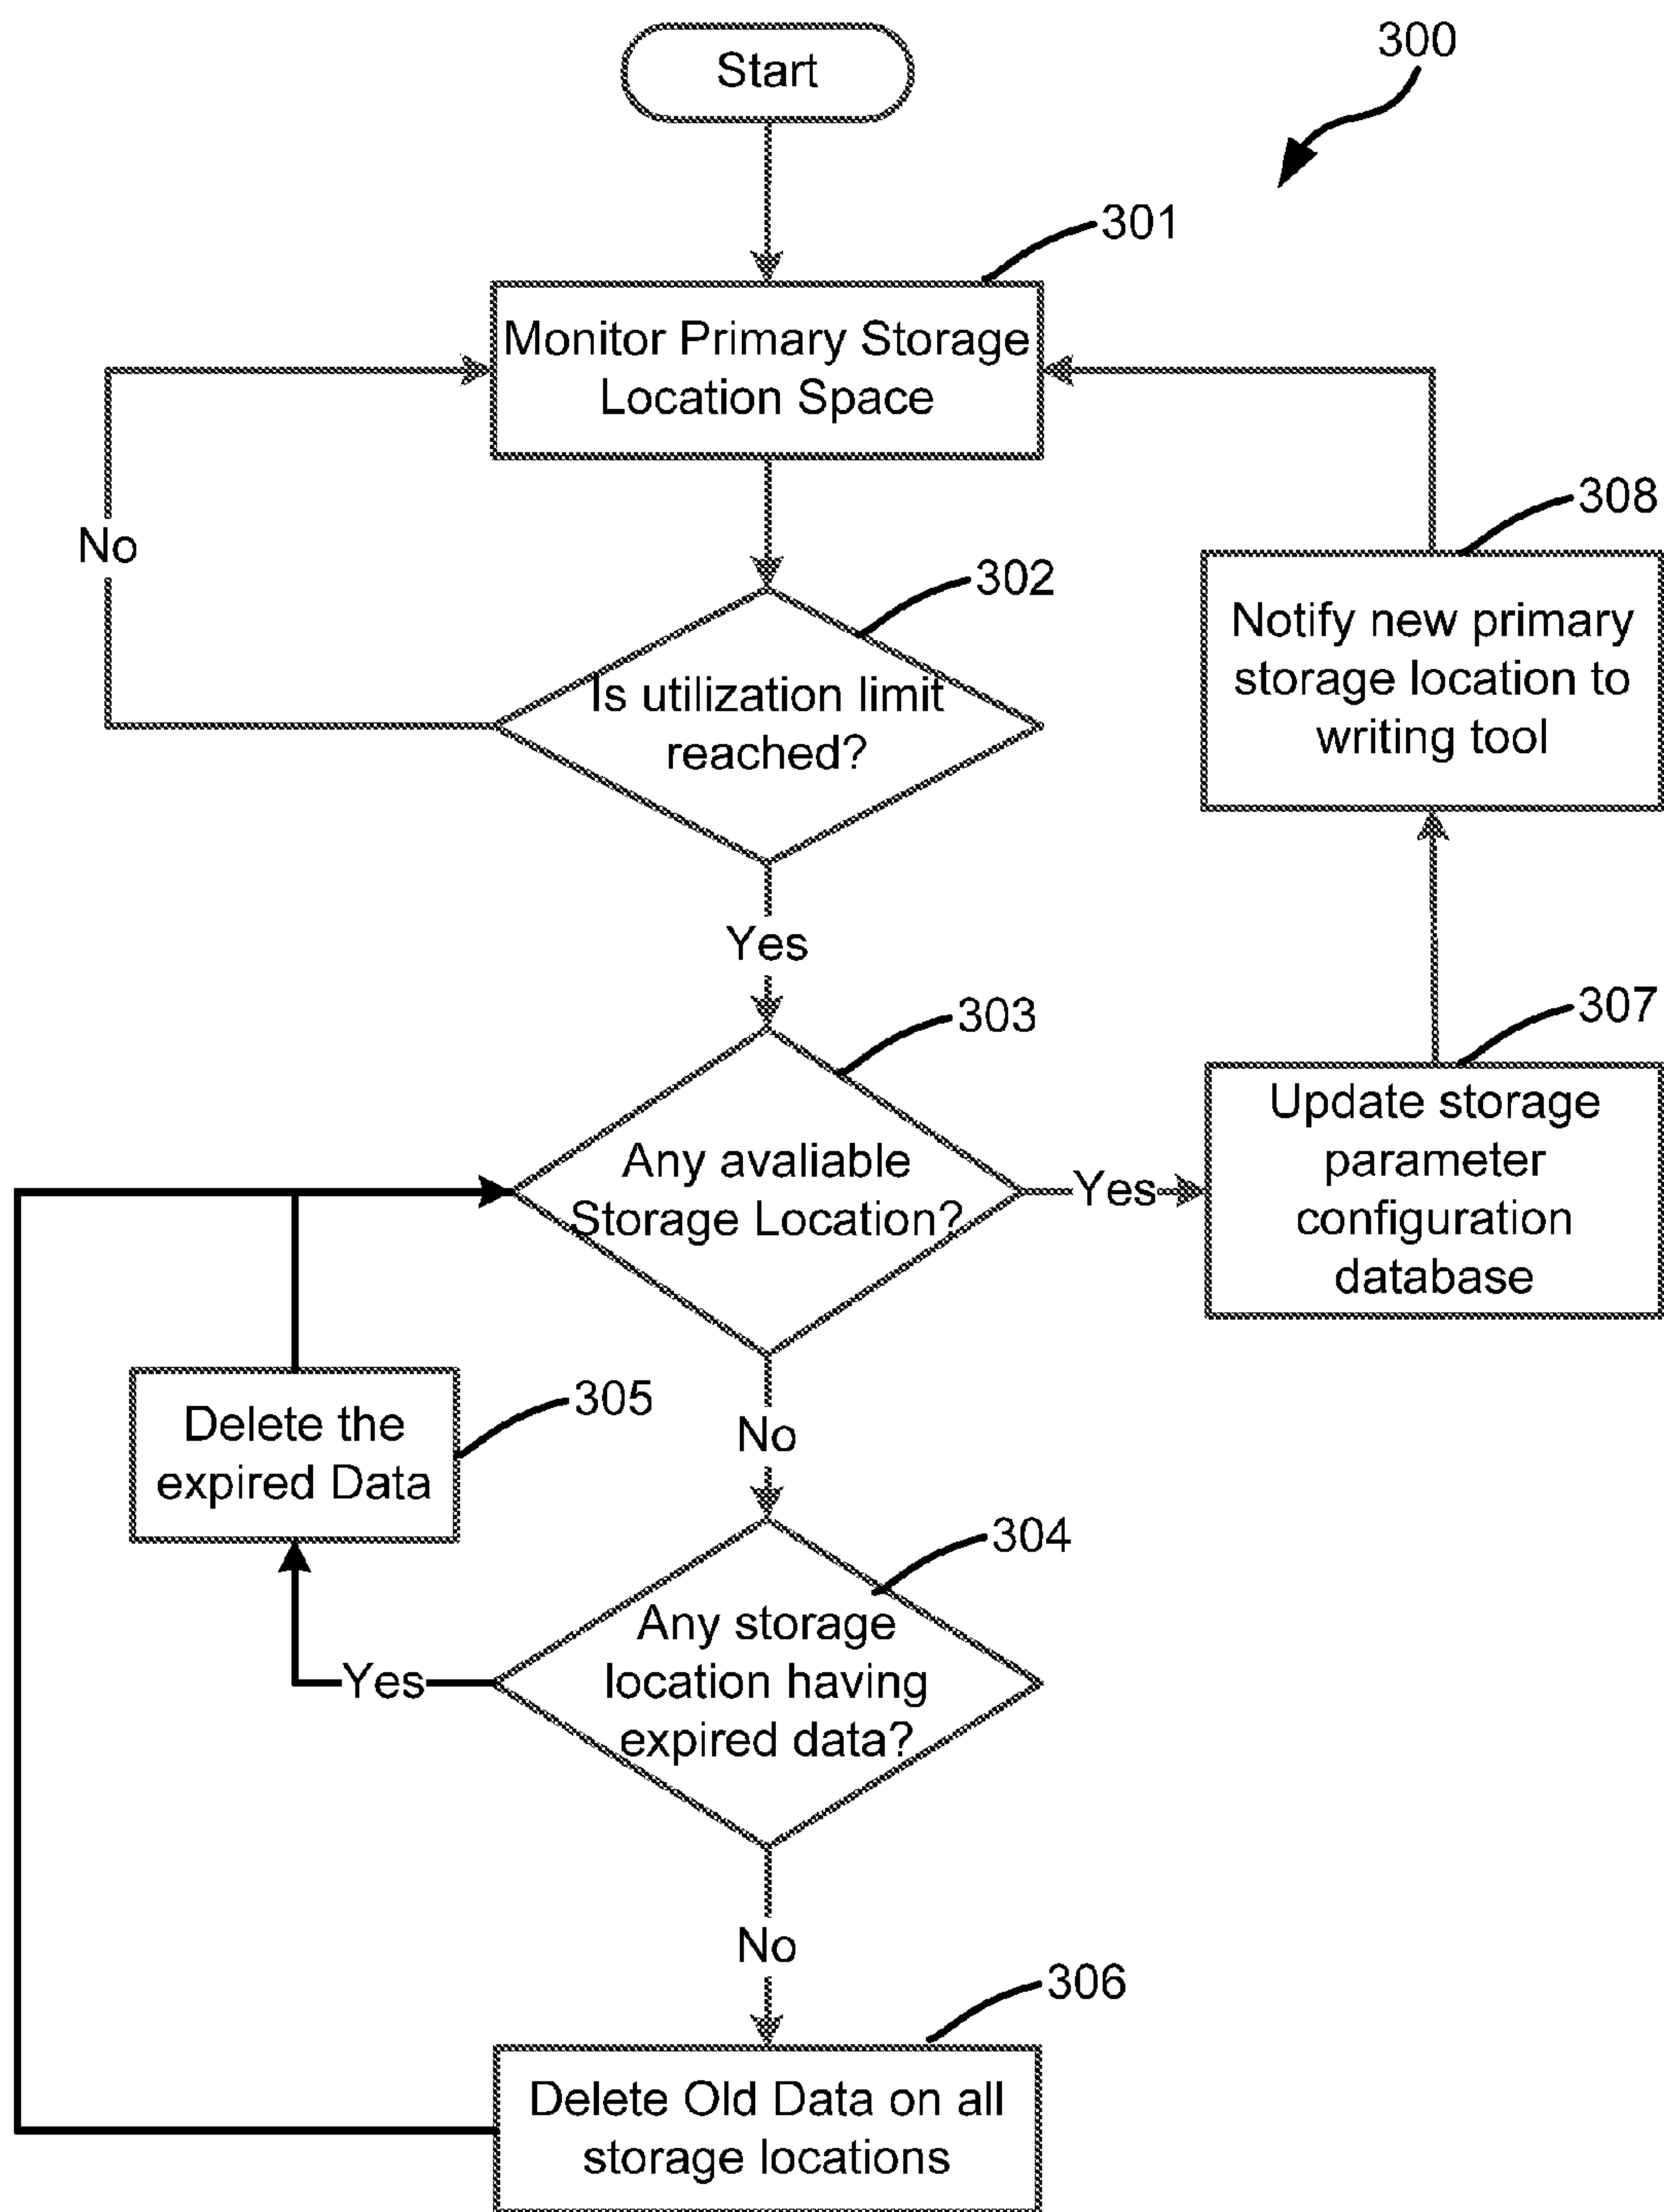 Start
300
301
Monitor Primary Storage
Location Space
No
302
Is utilization limit
reached?
308
Notify new primary
storage location to
writing tool
Yes
303
Any avaliable
Storage Location?
Yes
307
Update storage
parameter
configuration
database
305
Delete the
expired Data
No
304
Any storage
location having
expired data?
Yes
No
306
Delete Old Data on all
storage locations